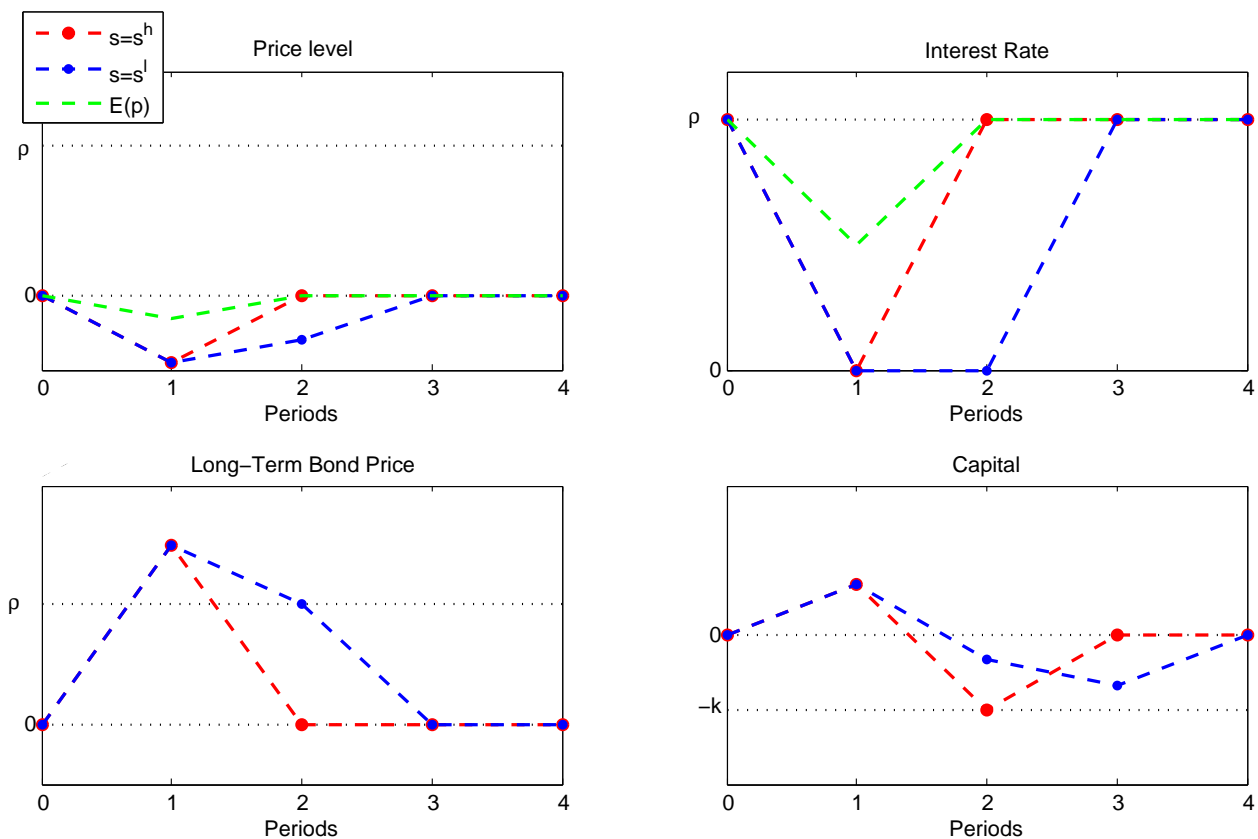 s=s^h
s=s^l
E(p)
Price level
ρ
0
0 1 2 3 4
Periods
Interest Rate
ρ
0
0 1 2 3 4
Periods
Long−Term Bond Price
ρ
0
0 1 2 3 4
Periods
Capital
0
−k
0 1 2 3 4
Periods